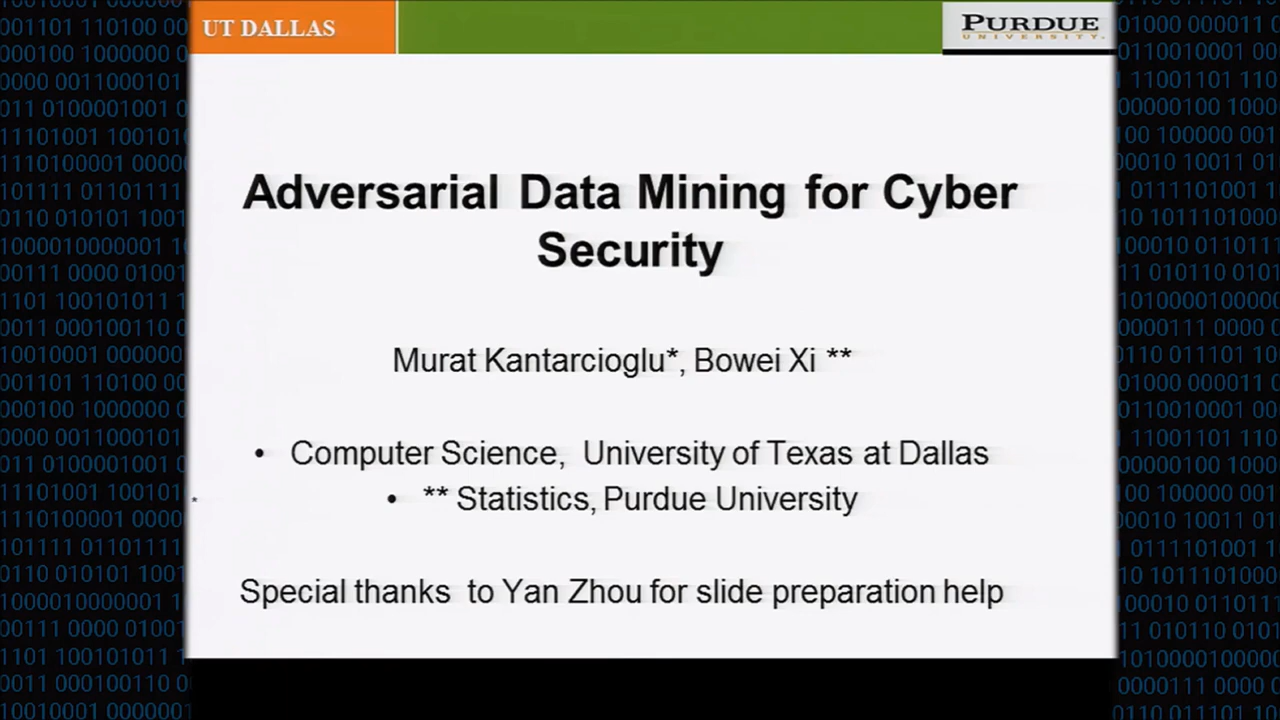 UT DALLAS
PURDUE
UNIVERSITY.
Adversarial Data Mining for Cyber
Security
Murat Kantarcioglu*, Bowei Xi **
• Computer Science, University of Texas at Dallas
*
• ** Statistics, Purdue University
Special thanks to Yan Zhou for slide preparation help